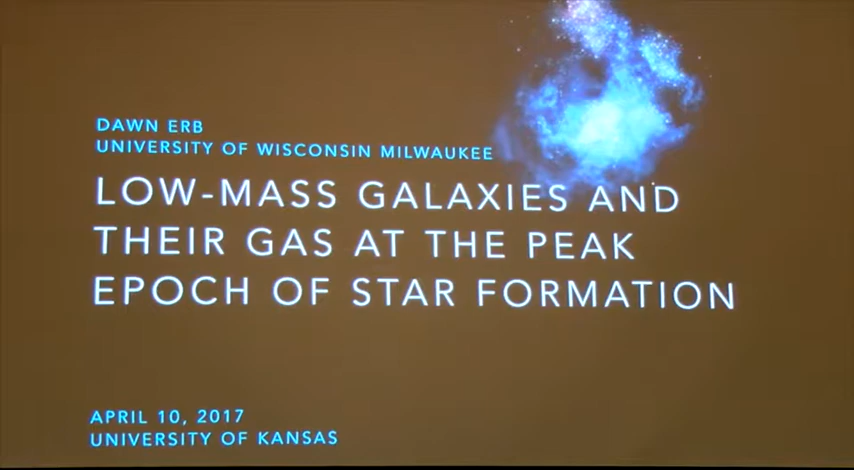 DAWN ERB
UNIVERSITY OF WISCONSIN MILWAUKEE
LOW-MASS GALAXIES AND
THEIR GAS AT THE PEAK
EPOCH OF STAR FORMATION
APRIL 10, 2017
UNIVERSITY OF KANSAS